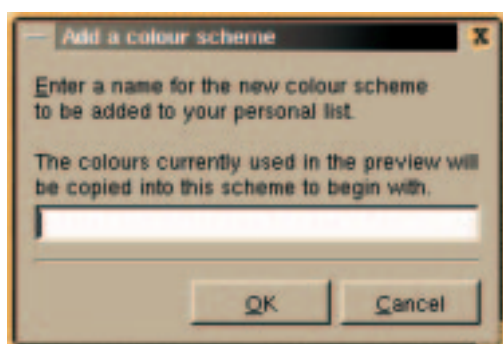 Add a colour scheme
X
Enter a name for the new colour scheme
to be added to your personal list.
The colours currently used in the preview will
be copied into this scheme to begin with.
OK
Cancel